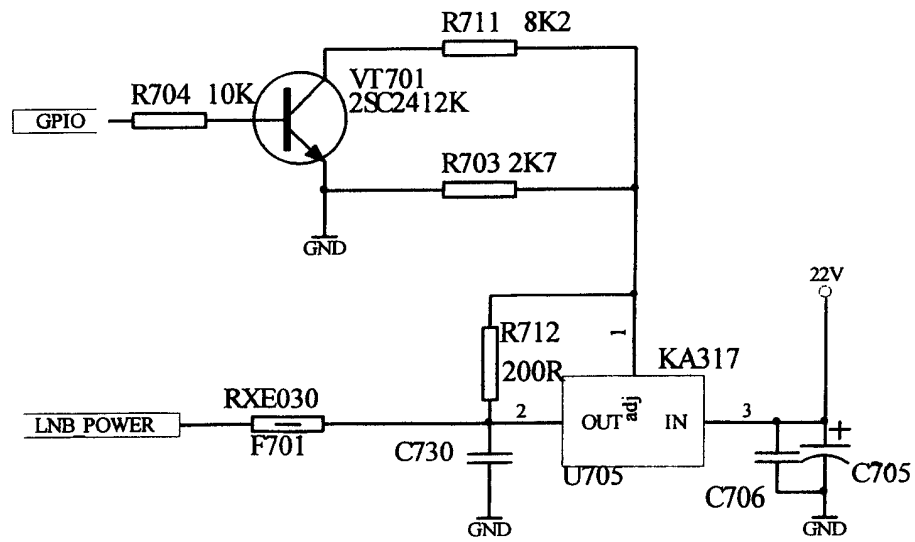 R711 8K2
R704 10K
VT701
2SC2412K
GPIO
R703 2K7
GND
22V
R712
200R
1
KA317
RXE030
LNB POWER
F701
2
OUT
adj
IN
3
C730
U705
C706
C705
GND
GND